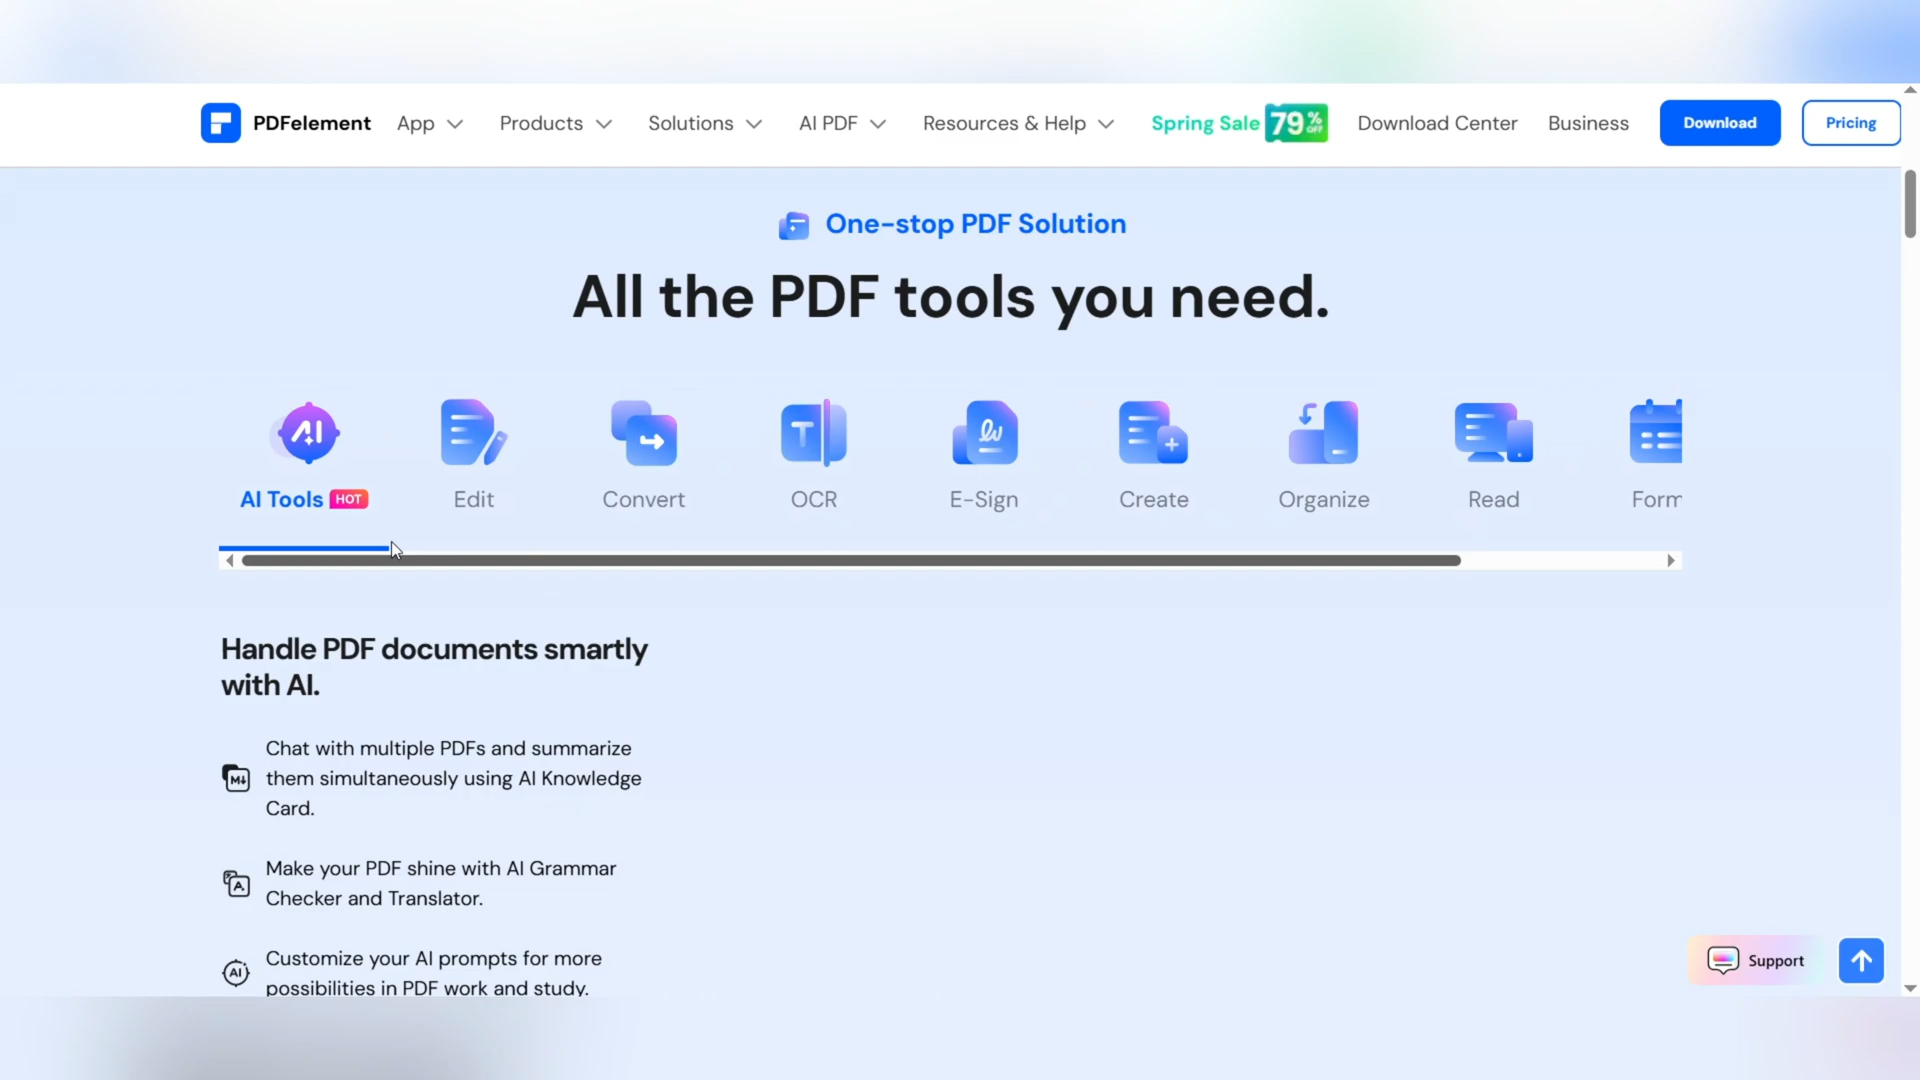 PDFelement App Products Solutions AI PDF Resources & Help Spring Sale 79% OFF Download Center Business Download Pricing
One-stop PDF Solution
All the PDF tools you need.
AI Tools HOT Edit Convert OCR E-Sign Create Organize Read Form
Handle PDF documents smartly
with AI.
Chat with multiple PDFs and summarize
them simultaneously using AI Knowledge
Card.
Make your PDF shine with AI Grammar
Checker and Translator.
Customize your AI prompts for more
possibilities in PDF work and study.
Support